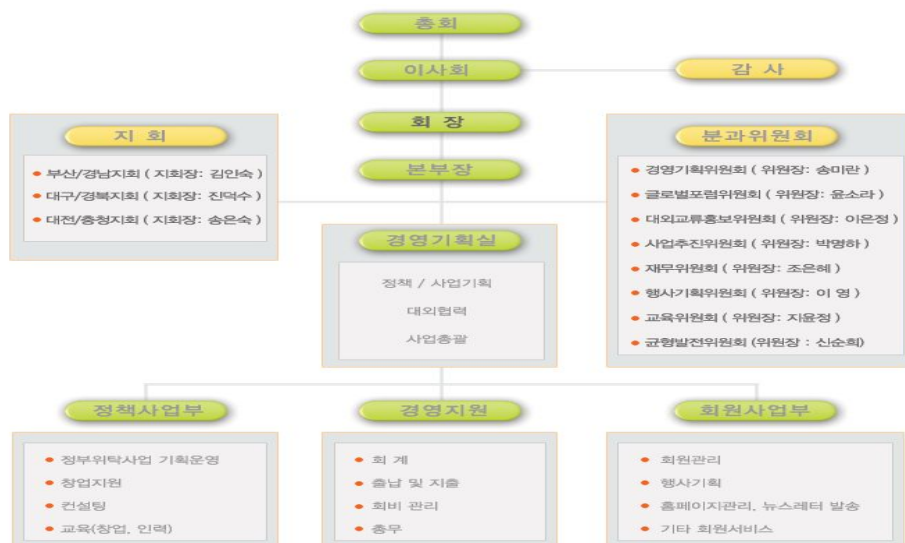 총회
이사회
감 사
회 장
본부장
지 회
부산/경남지회 ( 지회장: 김인숙 )
대구/경북지회 ( 지회장: 진덕수 )
대전/충청지회 ( 지회장: 송은숙 )
분과위원회
경영기획위원회 ( 위원장: 송미란 )
글로벌포럼위원회 ( 위원장: 윤소라 )
대외교류홍보위원회 ( 위원장: 이은정 )
사업추진위원회 ( 위원장: 박명하 )
재무위원회 ( 위원장: 조은혜 )
행사기획위원회 ( 위원장: 이 영 )
교육위원회 ( 위원장: 지윤정 )
균형발전위원회 (위원장 : 신순희)
경영기획실
정책 / 사업기획
대외협력
사업총괄
정책사업부
정부위탁사업 기획운영
창업지원
컨설팅
교육(창업, 인력)
경영지원
회 계
출납 및 지출
회비 관리
총무
회원사업부
회원관리
행사기획
홈페이지관리, 뉴스레터 발송
기타 회원서비스